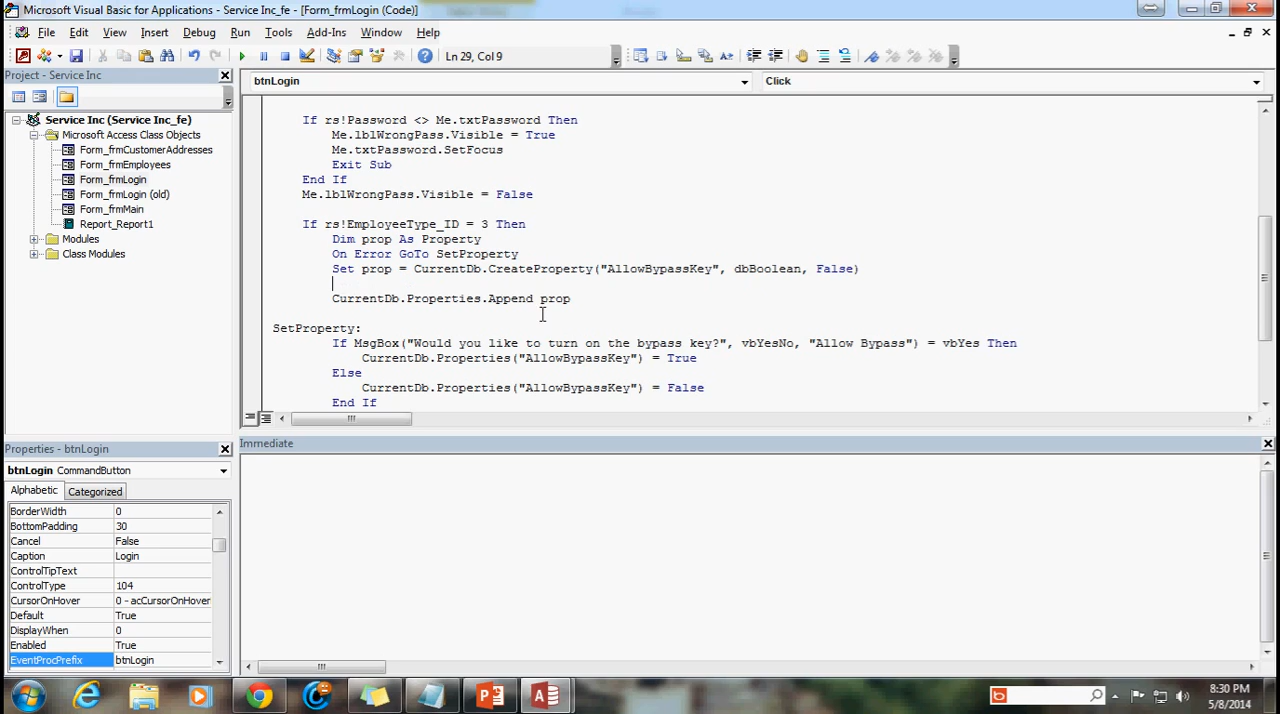 Microsoft Visual Basic for Applications - Service Inc_fe - [Form_frmLogin (Code)]
File Edit View Insert Debug Run Tools Add-Ins Window Help
Ln 29, Col 9
Project - Service Inc
btnLogin Click
Service Inc (Service Inc_fe)
Microsoft Access Class Objects
Form_frmCustomerAddresses
Form_frmEmployees
Form_frmLogin
Form_frmLogin (old)
Form_frmMain
Report_Report1
Modules
Class Modules
If rs!Password <> Me.txtPassword Then
Me.lblWrongPass.Visible = True
Me.txtPassword.SetFocus
Exit Sub
End If
Me.lblWrongPass.Visible = False
If rs!EmployeeType_ID = 3 Then
Dim prop As Property
On Error GoTo SetProperty
Set prop = CurrentDb.CreateProperty("AllowBypassKey", dbBoolean, False)
CurrentDb.Properties.Append prop
SetProperty:
If MsgBox("Would you like to turn on the bypass key?", vbYesNo, "Allow Bypass") = vbYes Then
CurrentDb.Properties("AllowBypassKey") = True
Else
CurrentDb.Properties("AllowBypassKey") = False
End If
Properties - btnLogin
btnLogin CommandButton
Alphabetic Categorized
BorderWidth 0
BottomPadding 30
Cancel False
Caption Login
ControlTipText
ControlType 104
CursorOnHover 0 - acCursorOnHover
Default True
DisplayWhen 0
Enabled True
EventProcPrefix btnLogin
Immediate
8:30 PM
5/8/2014